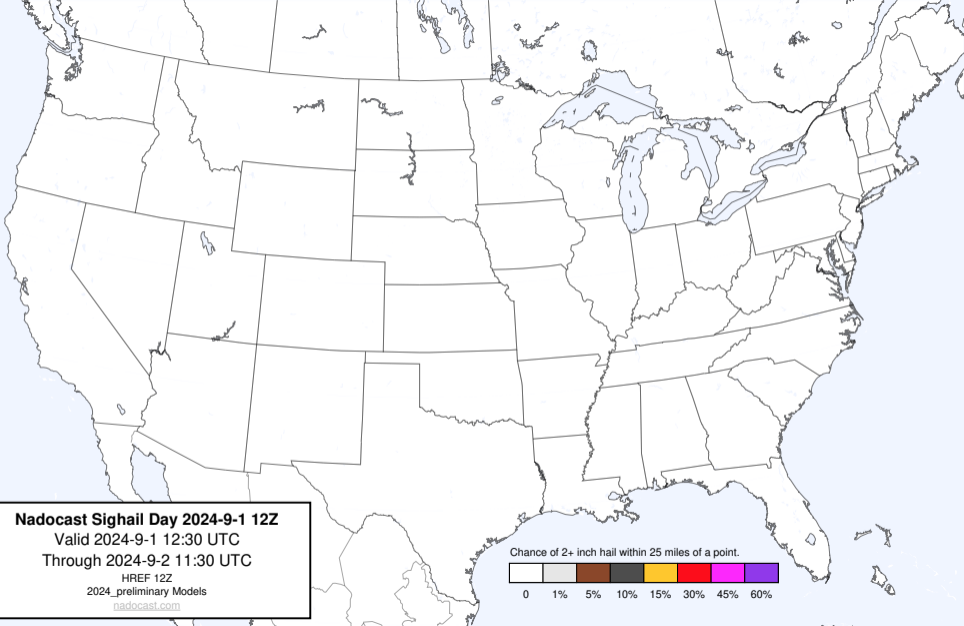 Nadocast Sighail Day 2024-9-1 12Z
Valid 2024-9-1 12:30 UTC
Through 2024-9-2 11:30 UTC
HREF 12Z
2024_preliminary Models
nadocast.com
Chance of 2+ inch hail within 25 miles of a point.
0 1% 5% 10% 15% 30% 45% 60%